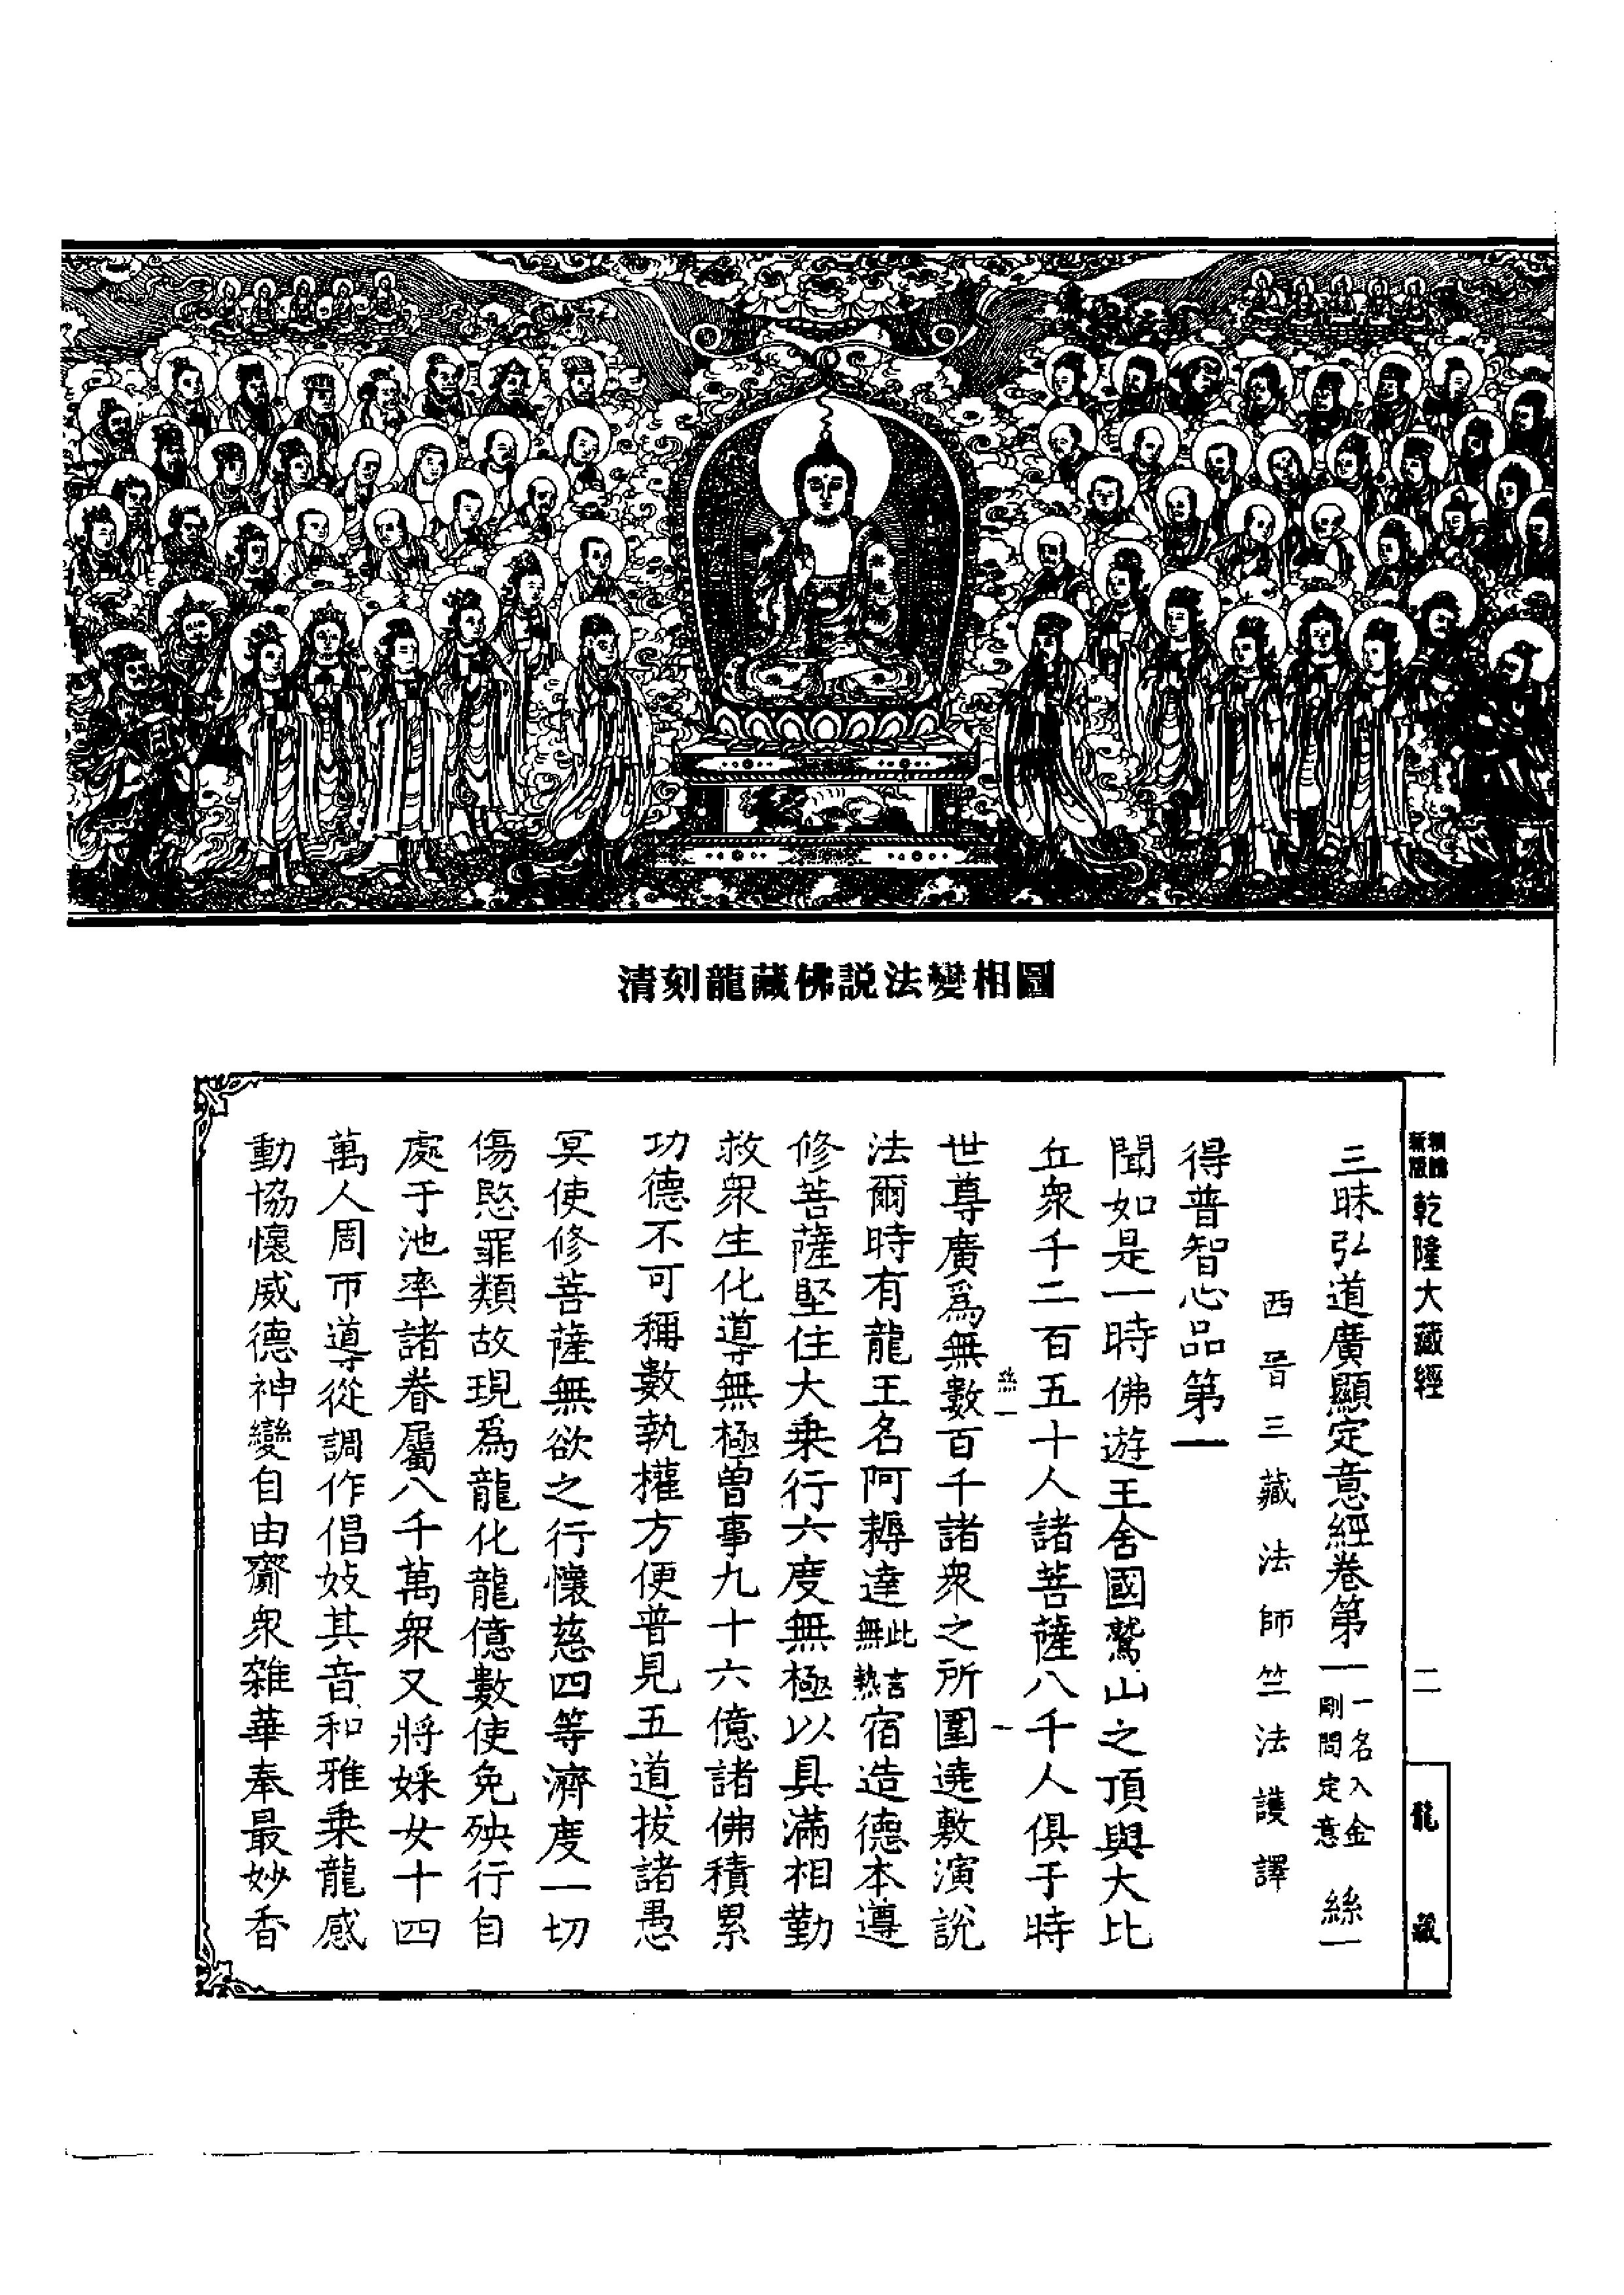 清刻龍藏佛説法變相圖
乾隆大藏經
二
龍藏
三昧弘道廣顯定意經卷第一 一名入金剛問定意 絲一
西晉三藏法師竺法護譯
得普智心品第一
聞如是一時佛遊王舍國鷲山之頂與大比
丘衆千二百五十人諸菩薩八千人俱于時
絲一 一
世尊廣爲無數百千諸衆之所圍遶敷演說
法爾時有龍王名阿耨達此言無熱宿造德本遵
修菩薩堅住大乗行六度無極以具滿相勤
救衆生化導無極曽事九十六億諸佛積累
功德不可稱數執權方便普見五道拔諸愚
冥使修菩薩無欲之行懷慈四等濟度一切
傷愍罪類故現爲龍化龍億數使免殃行自
處于池率諸眷屬八千萬衆又將婇女十四
萬人周帀導從調作倡妓其音和雅乗龍感
動協懷威德神變自由齎衆雜華奉最妙香